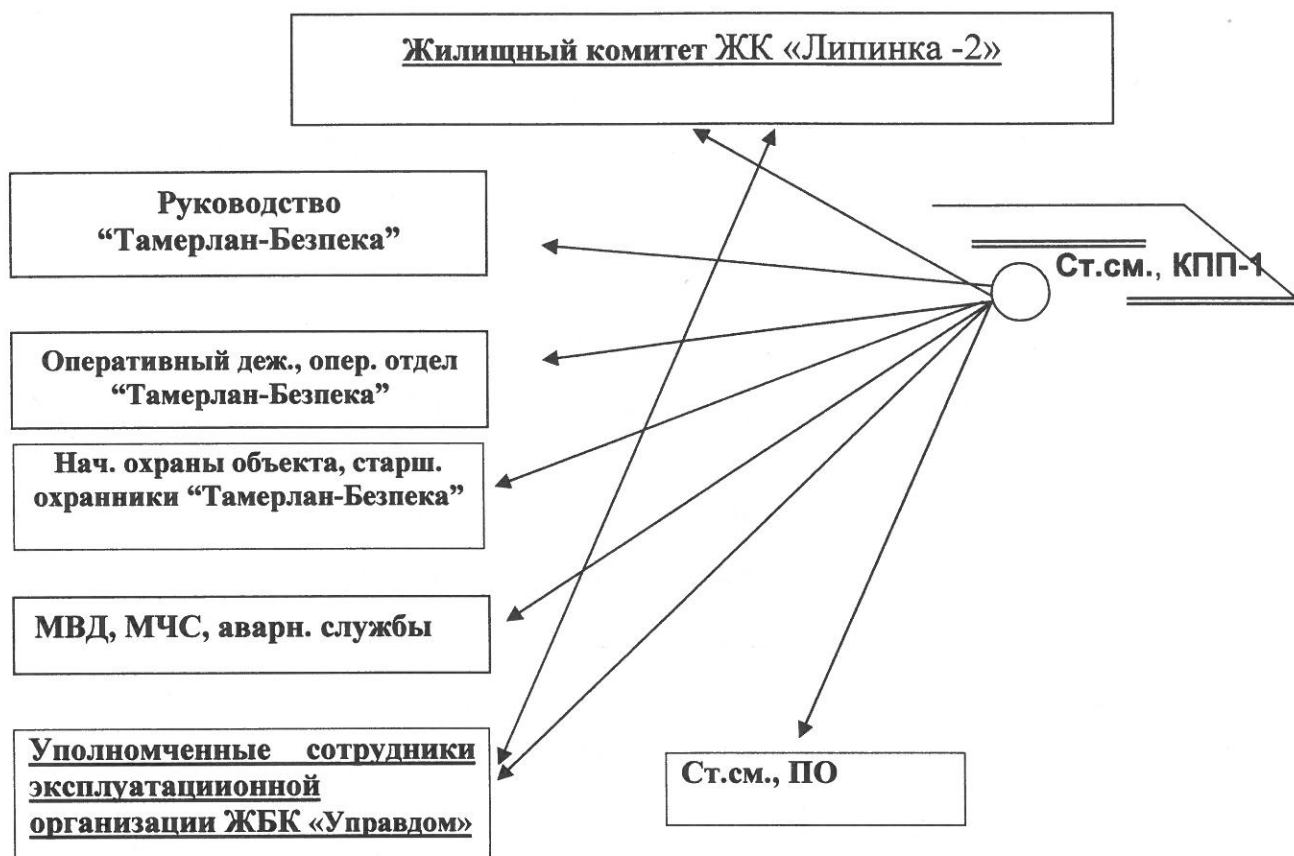 Жилищный комитет ЖК «Липинка -2»
Руководство
“Тамерлан-Безпека”
Ст.см., КПП-1
Оперативный деж., опер. отдел
“Тамерлан-Безпека”
Нач. охраны объекта, старш.
охранники “Тамерлан-Безпека”
МВД, МЧС, аварн. службы
Уполномченные сотрудники
эксплуатациионной
организации ЖБК «Управдом»
Ст.см., ПО